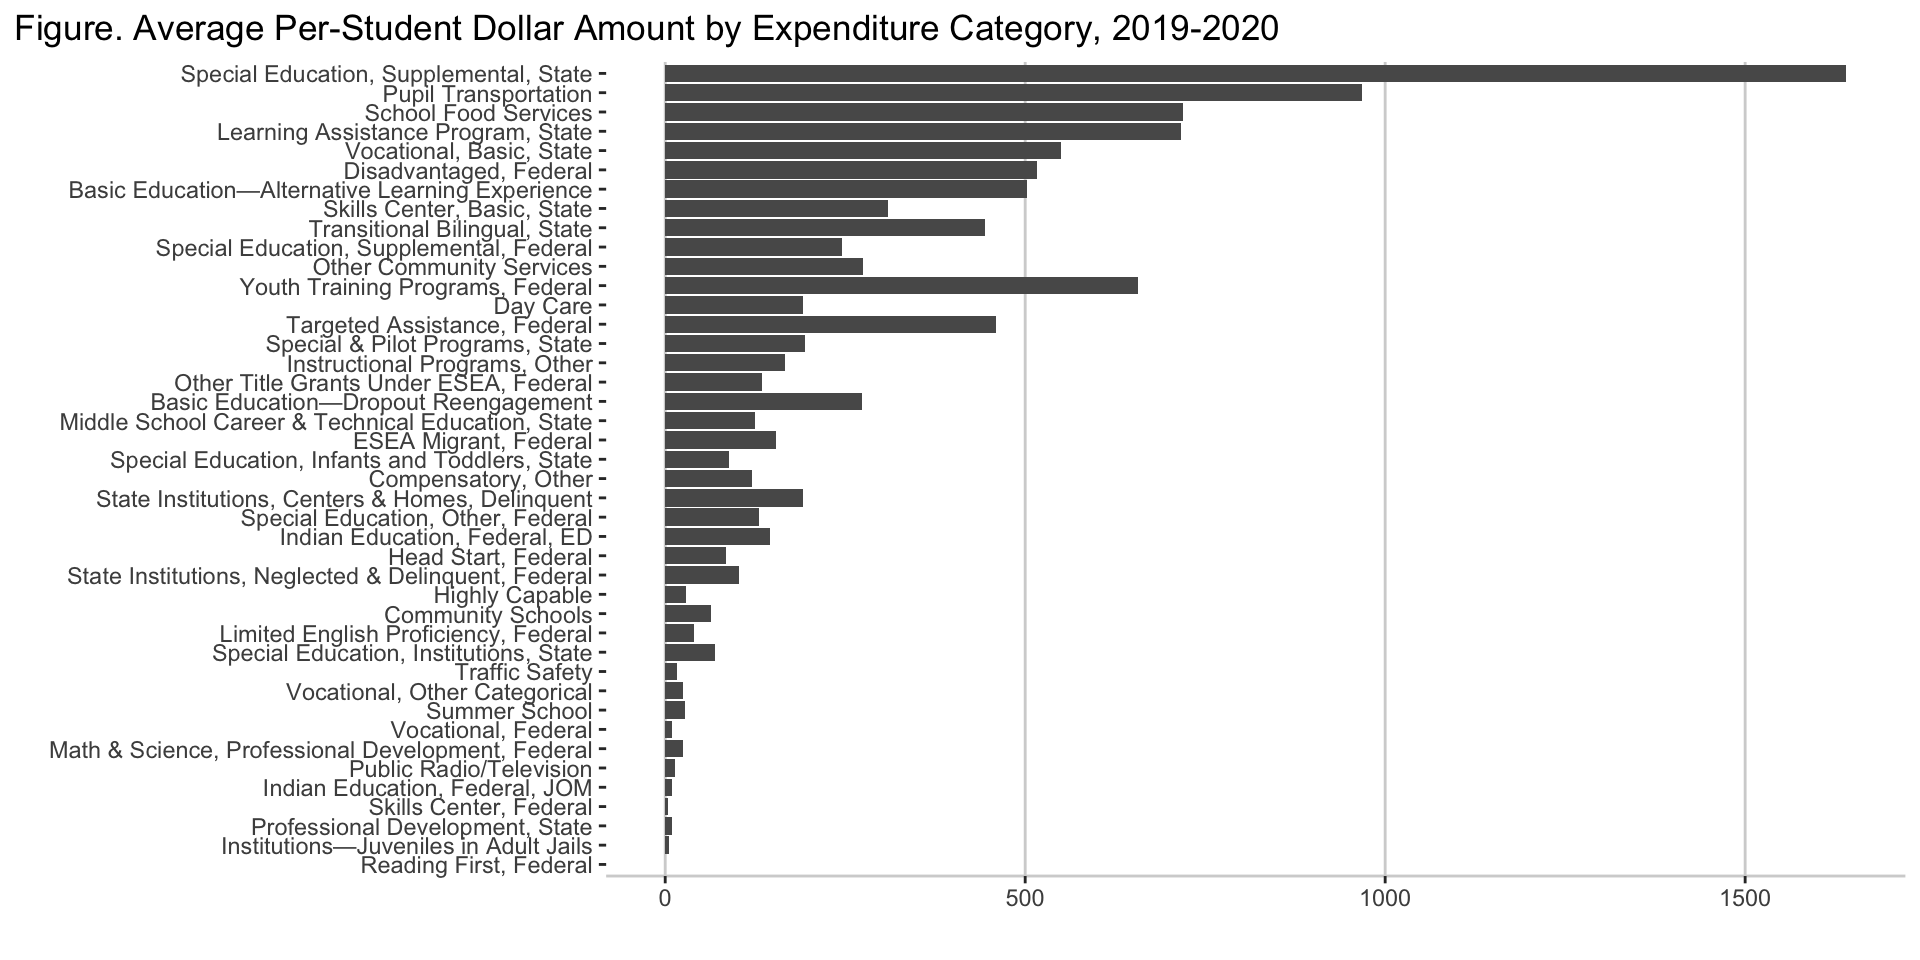 Figure. Average Per-Student Dollar Amount by Expenditure Category, 2019-2020
Special Education, Supplemental, State
Pupil Transportation
School Food Services
Learning Assistance Program, State
Vocational, Basic, State
Disadvantaged, Federal
Basic Education—Alternative Learning Experience
Skills Center, Basic, State
Transitional Bilingual, State
Special Education, Supplemental, Federal
Other Community Services
Youth Training Programs, Federal
Day Care
Targeted Assistance, Federal
Special & Pilot Programs, State
Instructional Programs, Other
Other Title Grants Under ESEA, Federal
Basic Education—Dropout Reengagement
Middle School Career & Technical Education, State
ESEA Migrant, Federal
Special Education, Infants and Toddlers, State
Compensatory, Other
State Institutions, Centers & Homes, Delinquent
Special Education, Other, Federal
Indian Education, Federal, ED
Head Start, Federal
State Institutions, Neglected & Delinquent, Federal
Highly Capable
Community Schools
Limited English Proficiency, Federal
Special Education, Institutions, State
Traffic Safety
Vocational, Other Categorical
Summer School
Vocational, Federal
Math & Science, Professional Development, Federal
Public Radio/Television
Indian Education, Federal, JOM
Skills Center, Federal
Professional Development, State
Institutions—Juveniles in Adult Jails
Reading First, Federal
0 500 1000 1500